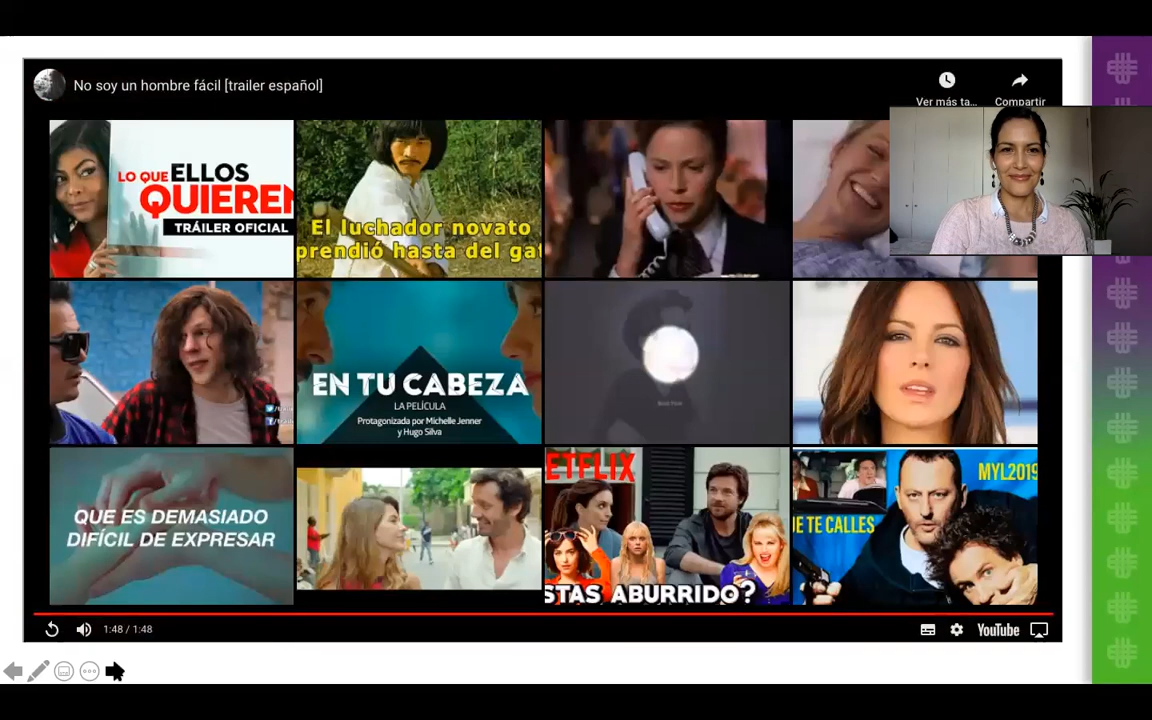 No soy un hombre fácil [trailer español]
Ver más ta...
Compartir
LO QUE ELLOS
QUIEREN
TRÁILER OFICIAL
El luchador novato
prendió hasta del gat
EN TU CABEZA
LA PELÍCULA
Protagonizada por Michelle Jenner
y Hugo Silva
QUE ES DEMASIADO
DIFÍCIL DE EXPRESAR
ETFLIX
STAS ABURRIDO?
MYL2019
UE TE CALLES
1:48 / 1:48
YouTube